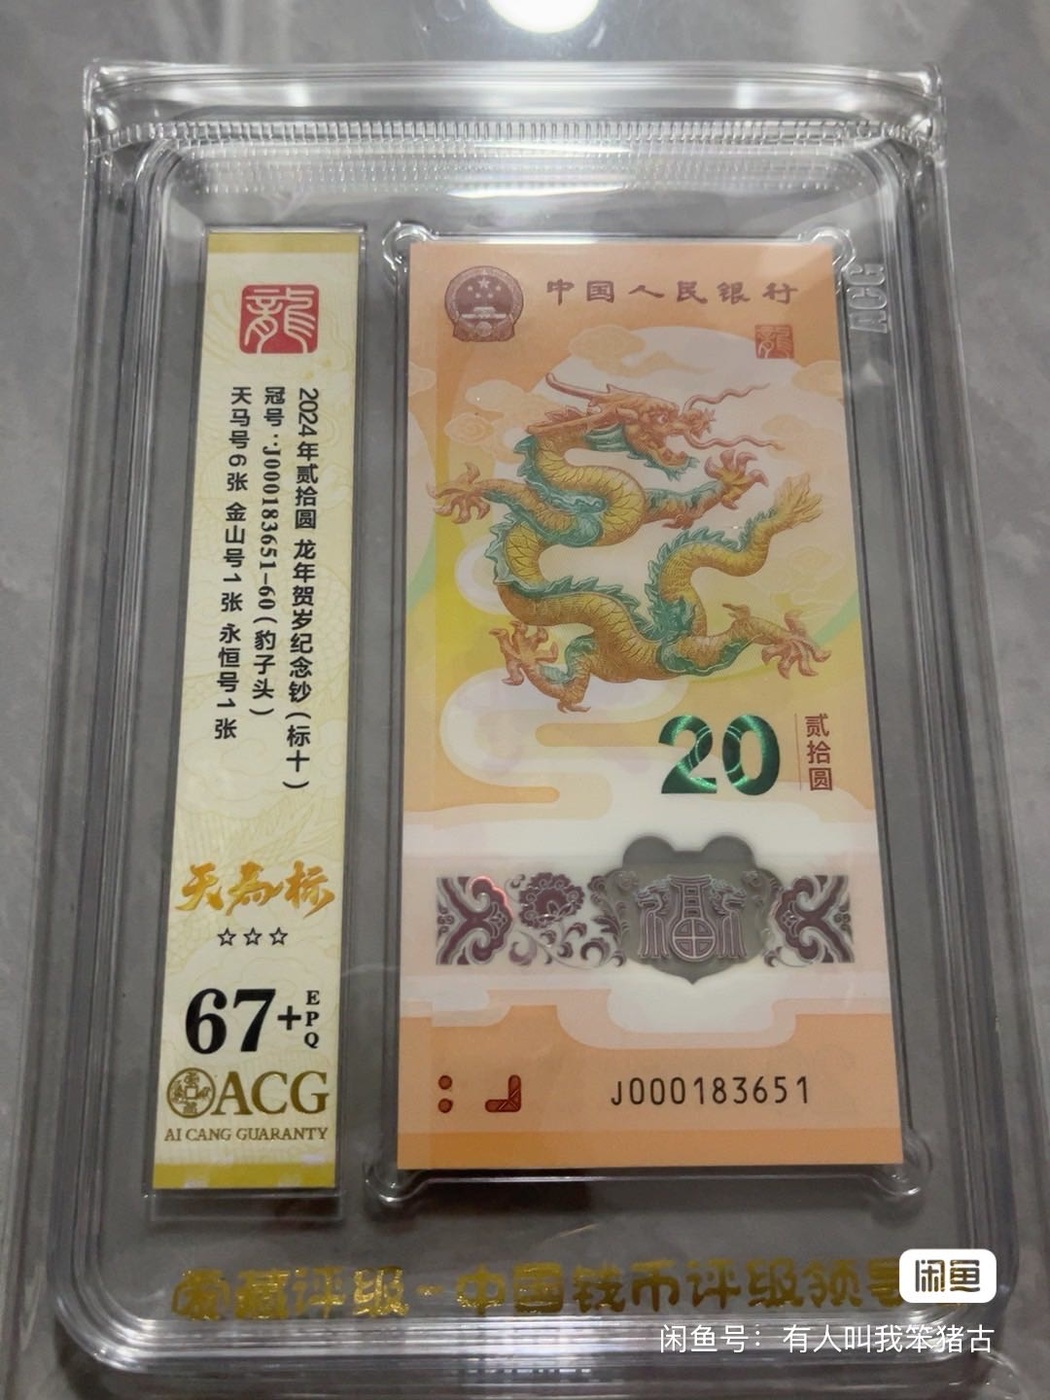 龍
2024年贰拾圆 龙年贺岁纪念钞(标十)
冠号:J000183651-60(豹子头)
天马号6张 金山号1张 永恒号1张
天马标
☆☆☆
67+EPQ
ACG
AI CANG GUARANTY
中国人民银行
龍
20
贰拾圆
福
J000183651
ACG
爱藏评级-中国钱币评级领导
闲鱼
闲鱼号：有人叫我笨猪古